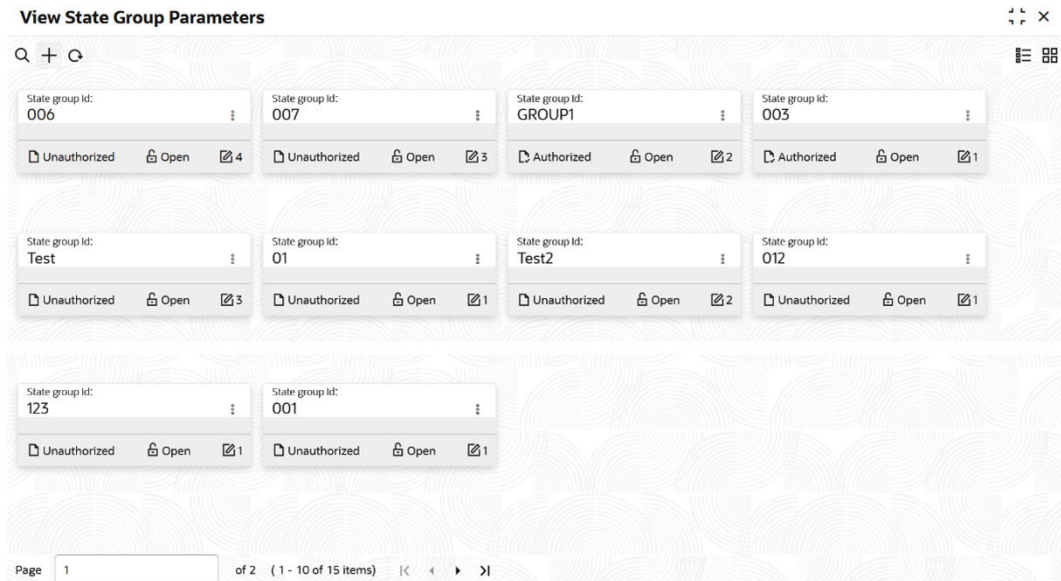 View State Group Parameters
State group Id: State group Id: State group Id: State group Id:
006 007 GROUP1 003
Unauthorized Open 4 Unauthorized Open 3 Authorized Open 2 Authorized Open 1
State group Id: State group Id: State group Id: State group Id:
Test 01 Test2 012
Unauthorized Open 3 Unauthorized Open 1 Unauthorized Open 2 Unauthorized Open 1
State group Id: State group Id:
123 001
Unauthorized Open 1 Unauthorized Open 1
Page 1 of 2 ( 1 - 10 of 15 items)